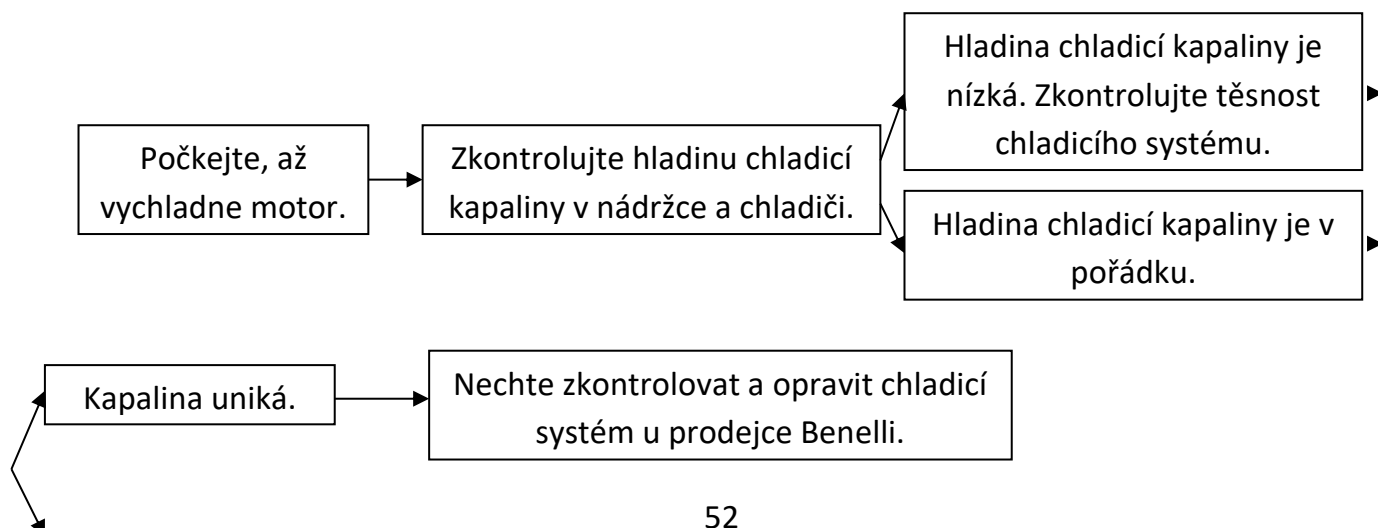 Počkejte, až
vychladne motor.
Zkontrolujte hladinu chladicí
kapaliny v nádržce a chladiči.
Hladina chladicí kapaliny je
nízká. Zkontrolujte těsnost
chladicího systému.
Hladina chladicí kapaliny je v
pořádku.
Kapalina uniká.
Nechte zkontrolovat a opravit chladicí
systém u prodejce Benelli.
52